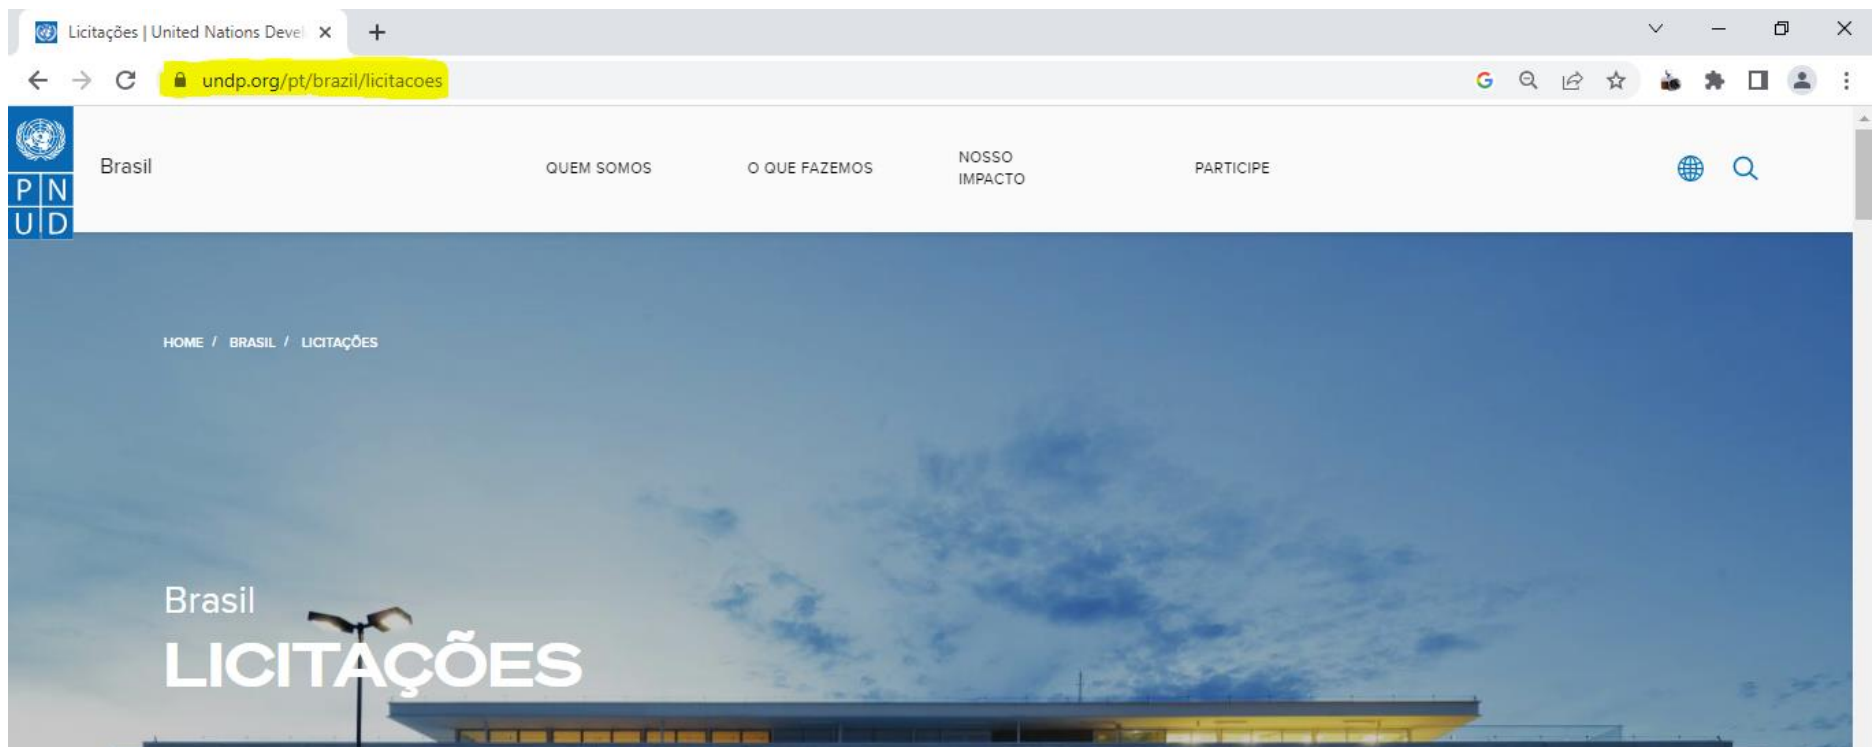 Licitações | United Nations Devel
undp.org/pt/brazil/licitacoes
P N
U D
Brasil
QUEM SOMOS
O QUE FAZEMOS
NOSSO
IMPACTO
PARTICIPE
HOME / BRASIL / LICITAÇÕES
Brasil
LICITAÇÕES